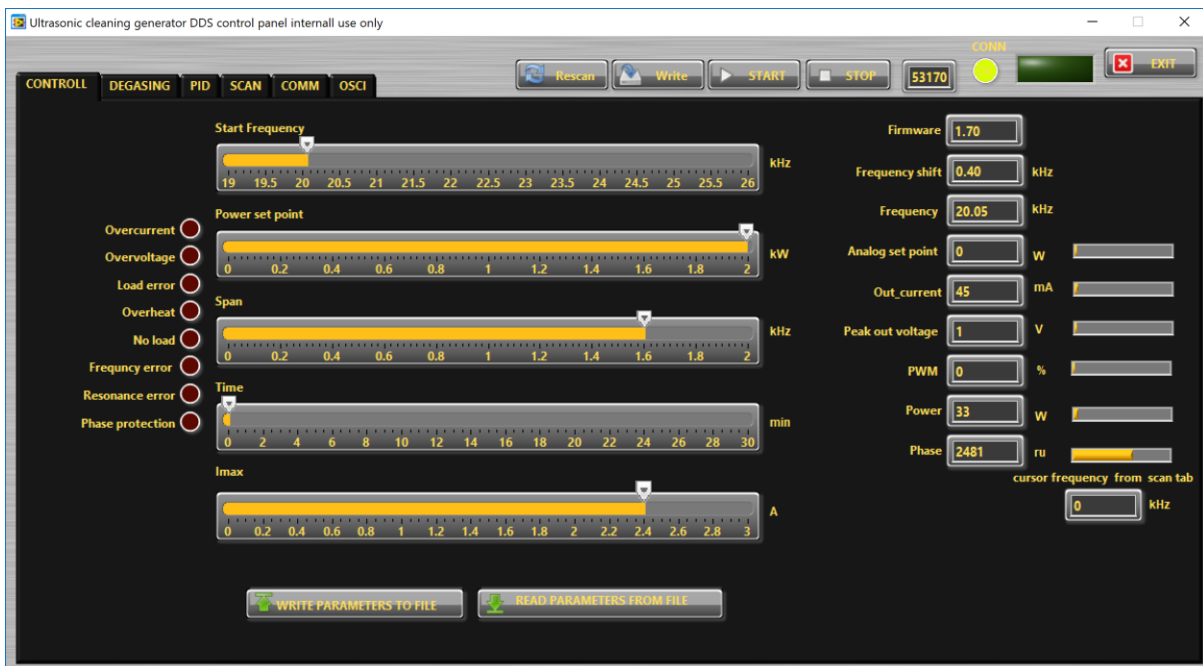 Ultrasonic cleaning generator DDS control panel internall use only
CONN
Rescan Write START STOP 53170 EXIT
CONTROLL DEGASING PID SCAN COMM OSCI
Start Frequency
19 19.5 20 20.5 21 21.5 22 22.5 23 23.5 24 24.5 25 25.5 26
kHz
Power set point
0 0.2 0.4 0.6 0.8 1 1.2 1.4 1.6 1.8 2
kW
Span
0 0.2 0.4 0.6 0.8 1 1.2 1.4 1.6 1.8 2
kHz
Time
0 2 4 6 8 10 12 14 16 18 20 22 24 26 28 30
min
Imax
0 0.2 0.4 0.6 0.8 1 1.2 1.4 1.6 1.8 2 2.2 2.4 2.6 2.8 3
A
Overcurrent
Overvoltage
Load error
Overheat
No load
Frequncy error
Resonance error
Phase protection
Firmware 1.70
Frequency shift 0.40 kHz
Frequency 20.05 kHz
Analog set point 0 W
Out_current 45 mA
Peak out voltage 1 V
PWM 0 %
Power 33 W
Phase 2481 ru
cursor frequency from scan tab
0 kHz
WRITE PARAMETERS TO FILE
READ PARAMETERS FROM FILE